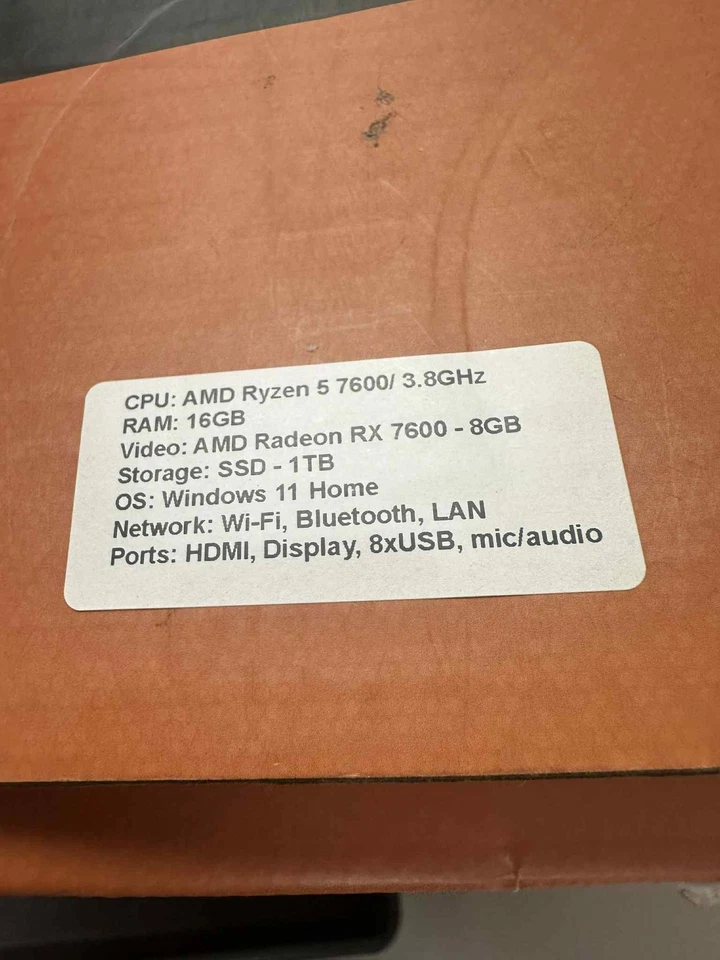 CPU: AMD Ryzen 5 7600/ 3.8GHz
RAM: 16GB
Video: AMD Radeon RX 7600 - 8GB
Storage: SSD - 1TB
OS: Windows 11 Home
Network: Wi-Fi, Bluetooth, LAN
Ports: HDMI, Display, 8xUSB, mic/audio